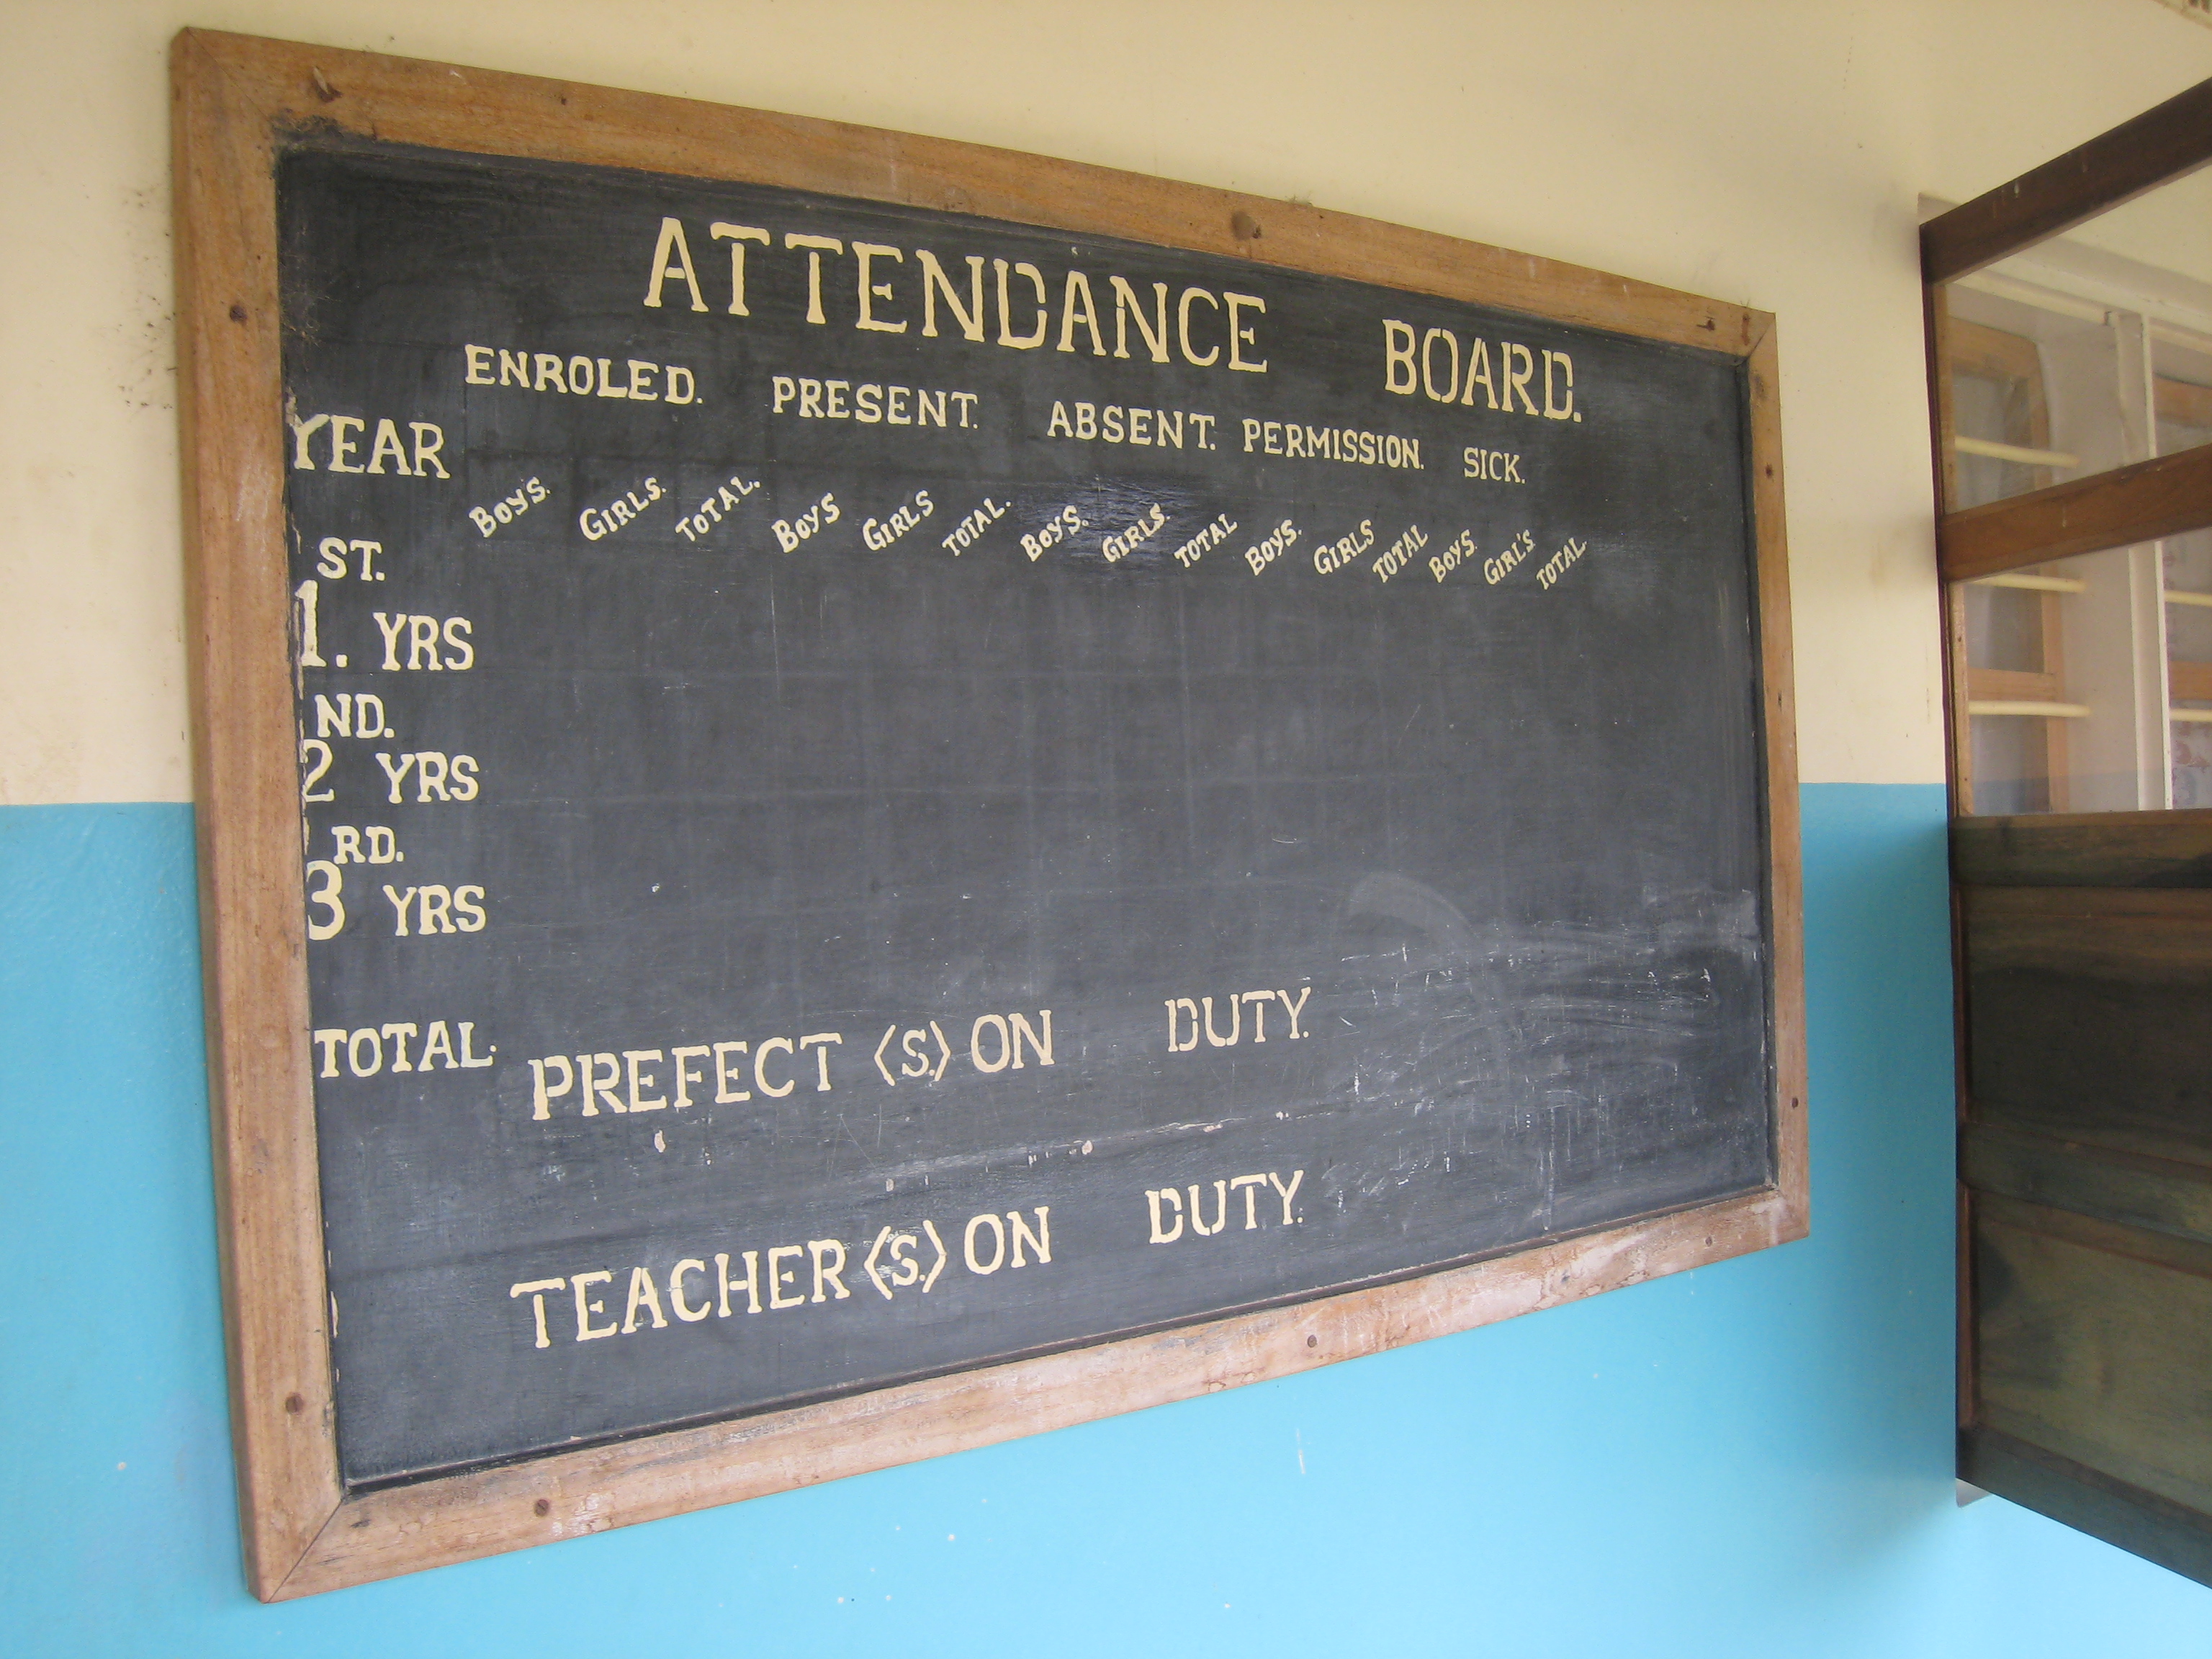 ATTENDANCE BOARD.
ENROLED. PRESENT. ABSENT. PERMISSION. SICK.
YEAR
BOYS. GIRLS. TOTAL. BOYS GIRLS TOTAL. BOYS. GIRLS. TOTAL BOYS. GIRLS TOTAL BOYS GIRL'S TOTAL.
ST.
1. YRS
ND.
2 YRS
RD.
3 YRS
TOTAL. PREFECT (S.) ON DUTY.
TEACHER (S.) ON DUTY.